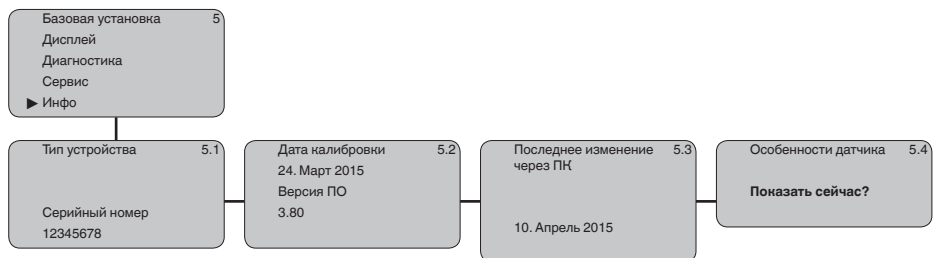 Базовая установка 5
Дисплей
Диагностика
Сервис
▶ Инфо
Тип устройства 5.1
Серийный номер
12345678
Дата калибровки 5.2
24. Март 2015
Версия ПО
3.80
Последнее изменение 5.3
через ПК
10. Апрель 2015
Особенности датчика 5.4
Показать сейчас?